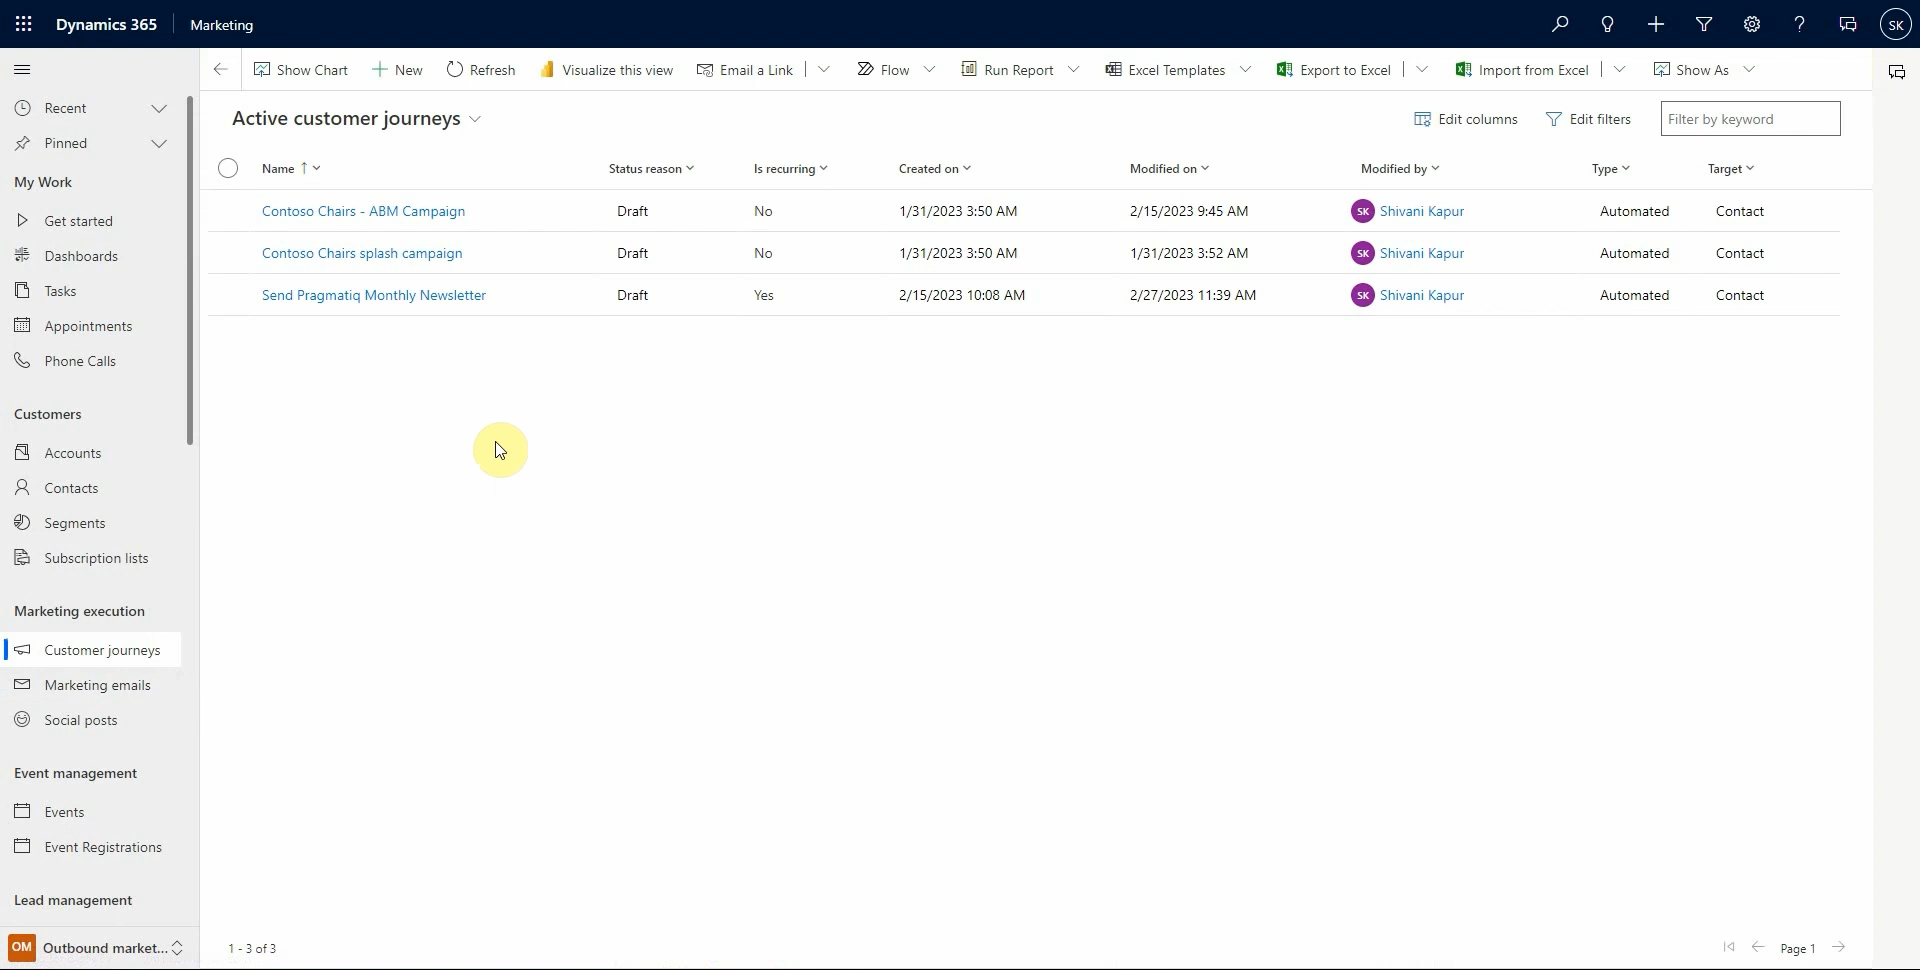 Dynamics 365 Marketing SK
Show Chart New Refresh Visualize this view Email a Link Flow Run Report Excel Templates Export to Excel Import from Excel Show As
Recent
Pinned
My Work
Get started
Dashboards
Tasks
Appointments
Phone Calls
Customers
Accounts
Contacts
Segments
Subscription lists
Marketing execution
Customer journeys
Marketing emails
Social posts
Event management
Events
Event Registrations
Lead management
OM Outbound market...
Active customer journeys Edit columns Edit filters Filter by keyword
Name ↑ Status reason Is recurring Created on Modified on Modified by Type Target
Contoso Chairs - ABM Campaign Draft No 1/31/2023 3:50 AM 2/15/2023 9:45 AM SK Shivani Kapur Automated Contact
Contoso Chairs splash campaign Draft No 1/31/2023 3:50 AM 1/31/2023 3:52 AM SK Shivani Kapur Automated Contact
Send Pragmatiq Monthly Newsletter Draft Yes 2/15/2023 10:08 AM 2/27/2023 11:39 AM SK Shivani Kapur Automated Contact
1 - 3 of 3 Page 1